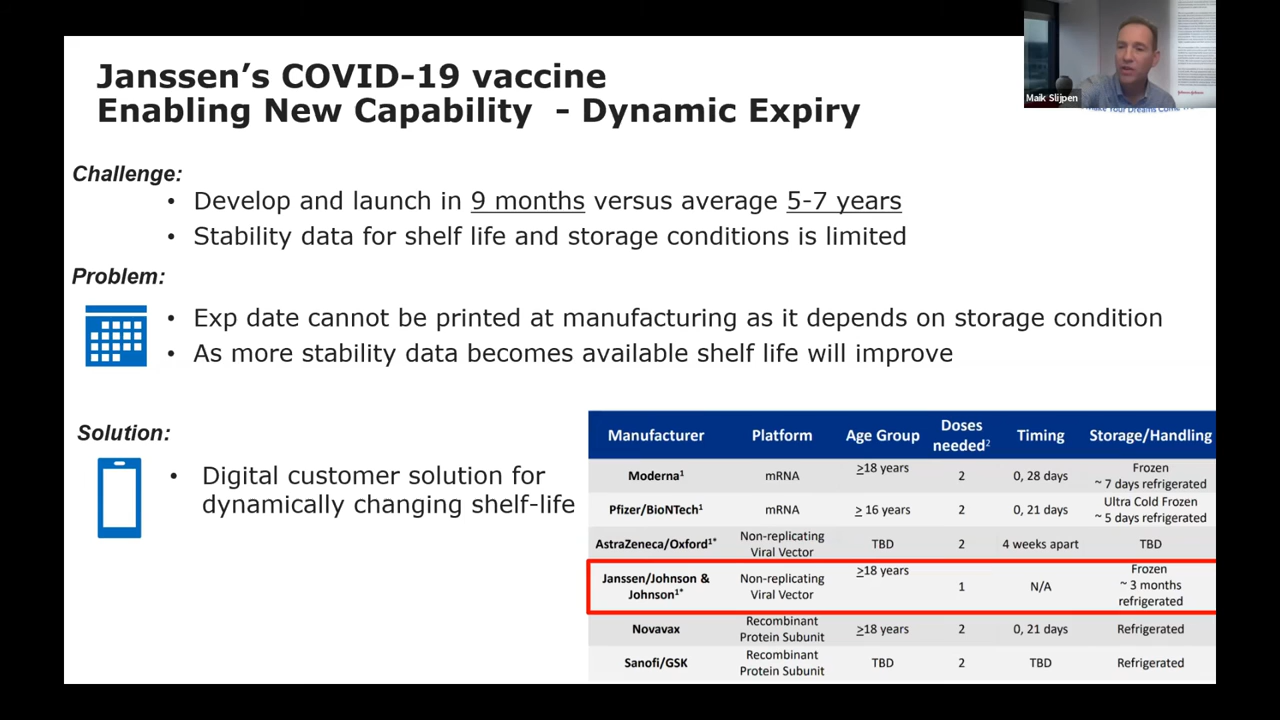 Janssen's COVID-19 vaccine
Enabling New Capability - Dynamic Expiry
Maik Slijpen
Challenge:
• Develop and launch in 9 months versus average 5-7 years
• Stability data for shelf life and storage conditions is limited
Problem:
• Exp date cannot be printed at manufacturing as it depends on storage condition
• As more stability data becomes available shelf life will improve
Solution:
• Digital customer solution for
dynamically changing shelf-life
Manufacturer Platform Age Group Doses needed² Timing Storage/Handling
Moderna¹ mRNA ≥18 years 2 0, 28 days Frozen ~ 7 days refrigerated
Pfizer/BioNTech¹ mRNA ≥ 16 years 2 0, 21 days Ultra Cold Frozen ~ 5 days refrigerated
AstraZeneca/Oxford¹* Non-replicating Viral Vector TBD 2 4 weeks apart TBD
Janssen/Johnson & Johnson¹* Non-replicating Viral Vector ≥18 years 1 N/A Frozen ~ 3 months refrigerated
Novavax Recombinant Protein Subunit ≥18 years 2 0, 21 days Refrigerated
Sanofi/GSK Recombinant Protein Subunit TBD 2 TBD Refrigerated